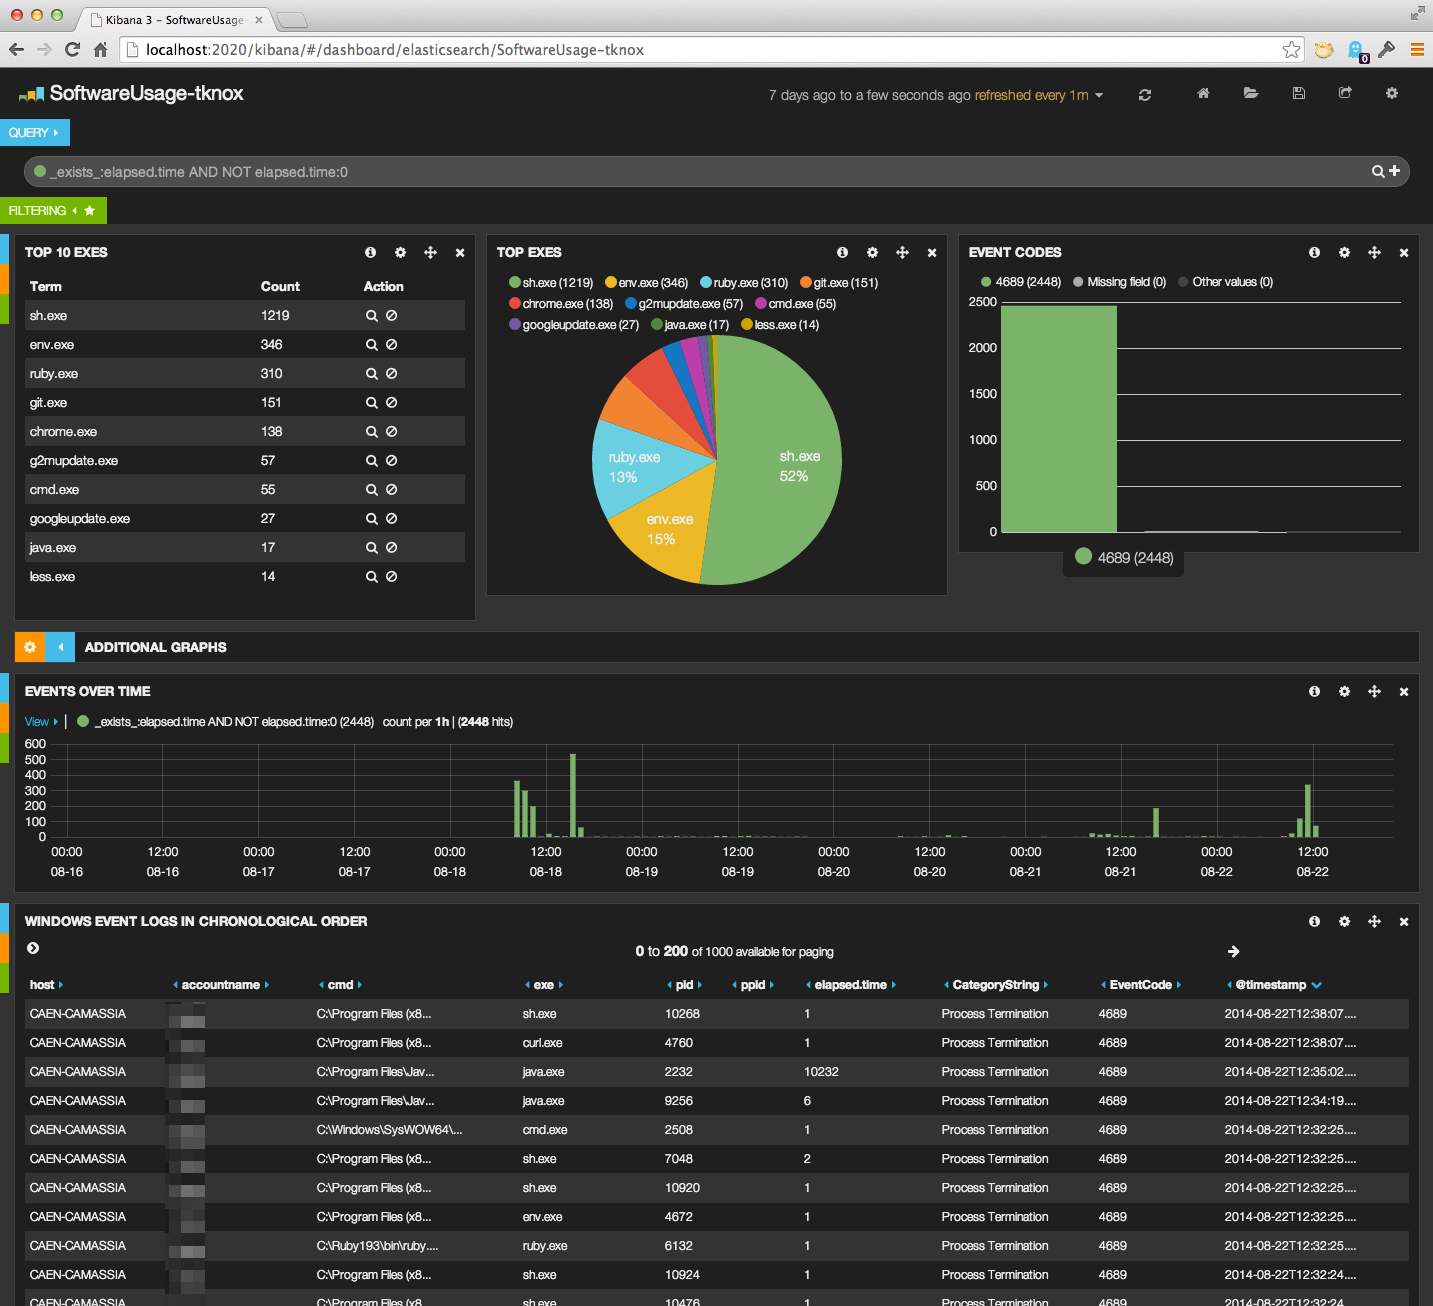 Kibana 3 – SoftwareUsage-
localhost:2020/kibana/#/dashboard/elasticsearch/SoftwareUsage-tknox
0
SoftwareUsage-tknox
7 days ago to a few seconds ago refreshed every 1m
QUERY
_exists_:elapsed.time AND NOT elapsed.time:0
FILTERING
TOP 10 EXES
Term Count Action
sh.exe 1219
env.exe 346
ruby.exe 310
git.exe 151
chrome.exe 138
g2mupdate.exe 57
cmd.exe 55
googleupdate.exe 27
java.exe 17
less.exe 14
TOP EXES
sh.exe (1219) env.exe (346) ruby.exe (310) git.exe (151)
chrome.exe (138) g2mupdate.exe (57) cmd.exe (55)
googleupdate.exe (27) java.exe (17) less.exe (14)
ruby.exe
13%
sh.exe
52%
env.exe
15%
EVENT CODES
4689 (2448) Missing field (0) Other values (0)
2500
2000
1500
1000
500
0
4689 (2448)
ADDITIONAL GRAPHS
EVENTS OVER TIME
View | _exists_:elapsed.time AND NOT elapsed.time:0 (2448) count per 1h | (2448 hits)
600
500
400
300
200
100
0
00:00 12:00 00:00 12:00 00:00 12:00 00:00 12:00 00:00 12:00 00:00 12:00 00:00 12:00
08-16 08-16 08-17 08-17 08-18 08-18 08-19 08-19 08-20 08-20 08-21 08-21 08-22 08-22
WINDOWS EVENT LOGS IN CHRONOLOGICAL ORDER
0 to 200 of 1000 available for paging
host accountname cmd exe pid ppid elapsed.time CategoryString EventCode @timestamp
CAEN-CAMASSIA C:\Program Files (x8... sh.exe 10268 1 Process Termination 4689 2014-08-22T12:38:07....
CAEN-CAMASSIA C:\Program Files (x8... curl.exe 4760 1 Process Termination 4689 2014-08-22T12:38:07....
CAEN-CAMASSIA C:\Program Files\Jav... java.exe 2232 10232 Process Termination 4689 2014-08-22T12:35:02....
CAEN-CAMASSIA C:\Program Files\Jav... java.exe 9256 6 Process Termination 4689 2014-08-22T12:34:19....
CAEN-CAMASSIA C:\Windows\SysWOW64\... cmd.exe 2508 1 Process Termination 4689 2014-08-22T12:32:25....
CAEN-CAMASSIA C:\Program Files (x8... sh.exe 7048 2 Process Termination 4689 2014-08-22T12:32:25....
CAEN-CAMASSIA C:\Program Files (x8... sh.exe 10920 1 Process Termination 4689 2014-08-22T12:32:25....
CAEN-CAMASSIA C:\Program Files (x8... env.exe 4672 1 Process Termination 4689 2014-08-22T12:32:25....
CAEN-CAMASSIA C:\Ruby193\bin\ruby.... ruby.exe 6132 1 Process Termination 4689 2014-08-22T12:32:25....
CAEN-CAMASSIA C:\Program Files (x8... sh.exe 10924 1 Process Termination 4689 2014-08-22T12:32:24....
CAEN-CAMASSIA C:\Program Files (x8... sh.exe 10476 1 Process Termination 4689 2014-08-22T12:32:24....